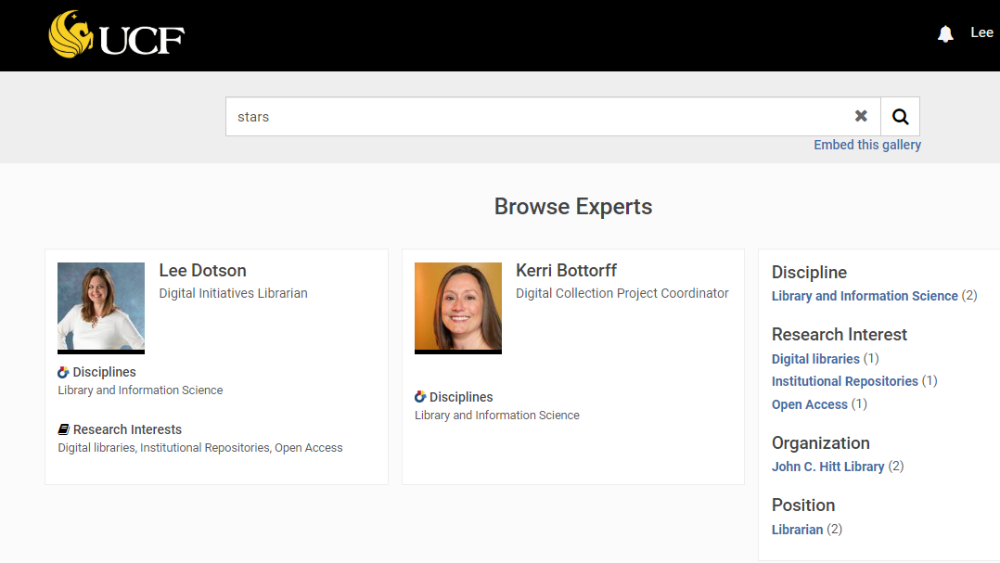 UCF
Lee
stars
Embed this gallery
Browse Experts
Lee Dotson
Digital Initiatives Librarian
Disciplines
Library and Information Science
Research Interests
Digital libraries, Institutional Repositories, Open Access
Kerri Bottorff
Digital Collection Project Coordinator
Disciplines
Library and Information Science
Discipline
Library and Information Science (2)
Research Interest
Digital libraries (1)
Institutional Repositories (1)
Open Access (1)
Organization
John C. Hitt Library (2)
Position
Librarian (2)